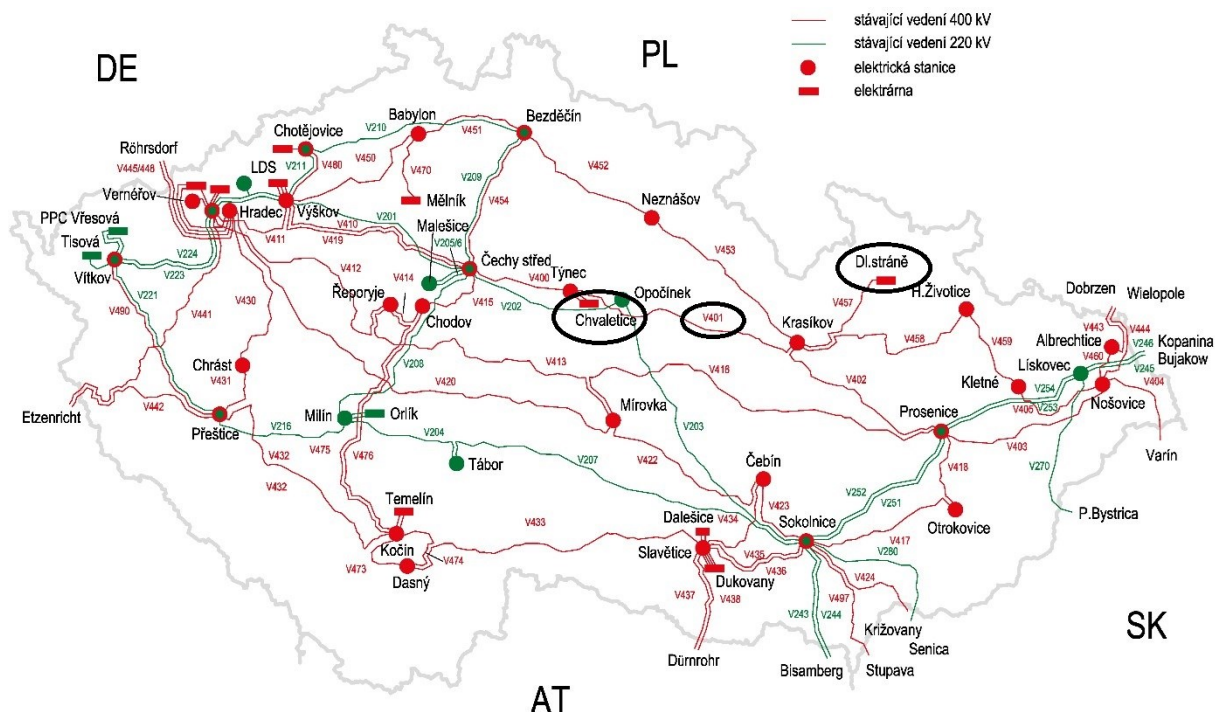 DE
PL
stávající vedení 400 kV
stávající vedení 220 kV
elektrická stanice
elektrárna
Babylon
Bezděčín
V210
V451
Chotějovice
Röhrsdorf
V445/446
LDS
V211
V460
V450
V470
V209
V452
Vernéřov
Mělník
V454
Neznášov
PPC Vřesová
Hradec
Výškov
V201
Malešice
Tisová
V224
V411
V410
V419
V205/6
V453
Dl.stráně
V223
Čechy střed
Týnec
Vítkov
V412
V414
V400
Opočínek
V457
H.Životice
Dobrzen
Wielopole
V221
V430
Řeporyje
V415
V202
Chvaletice
V401
V443
V444
V490
V441
Chodov
Krasíkov
V458
V459
Albrechtice
V246
Kopanina
V208
V460
V245
Bujakow
Chrást
V413
V418
Lískovec
V431
V420
V402
Kletné
V254
V404
V442
V405
V253
Nošovice
Etzenricht
Milín
Orlík
Mírovka
Prosenice
Přeštice
V216
V204
V203
V403
V432
V475
V476
V422
Varín
Tábor
V207
Čebín
V418
V270
V432
V252
V423
V251
Temelín
Otrokovice
P.Bystrica
V433
Dalešice
V434
Sokolnice
Kočín
Slavětice
V435
V417
V473
V474
V436
V280
Dasný
Dukovany
V424
V437
V438
V497
V243
V244
Križovany
SK
Dürnrohr
Senica
Bisamberg
Stupava
AT